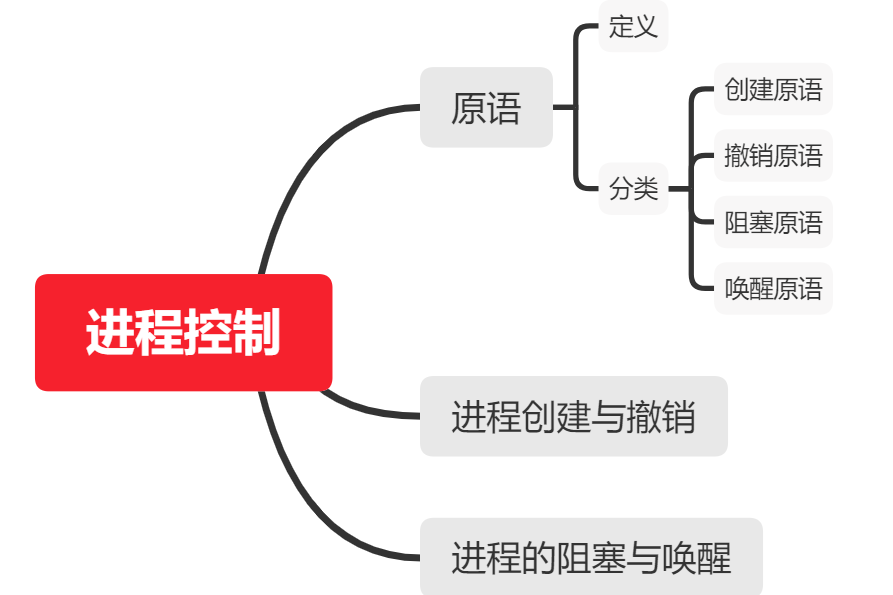 进程控制
原语
定义
分类
创建原语
撤销原语
阻塞原语
唤醒原语
进程创建与撤销
进程的阻塞与唤醒